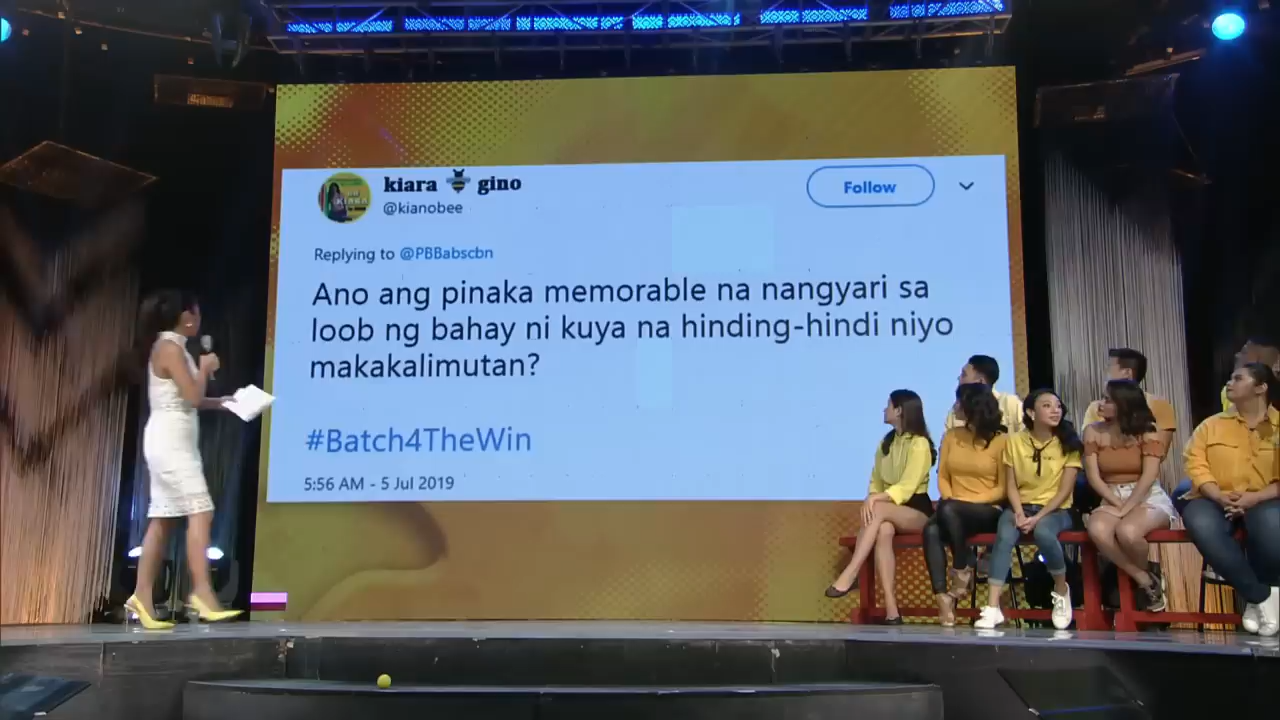 kiara 🐝 gino
@kianobee
Follow
Replying to @PBBabscbn
Ano ang pinaka memorable na nangyari sa
loob ng bahay ni kuya na hinding-hindi niyo
makakalimutan?
#Batch4TheWin
5:56 AM - 5 Jul 2019